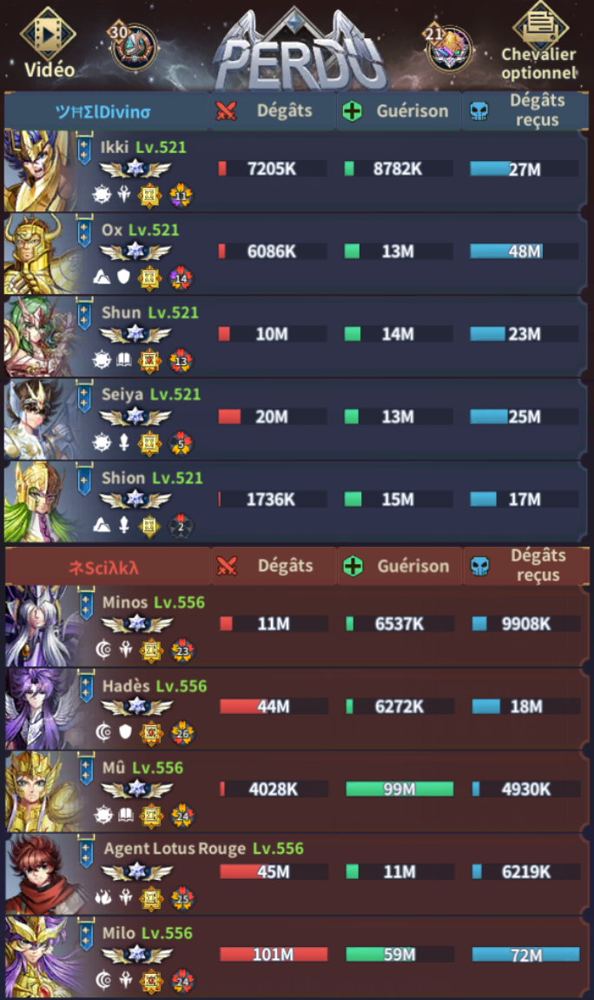 30
PERDU
21
Vidéo
Chevalier
optionnel
ツĦΣlDivinσ Dégâts Guérison Dégâts
reçus
Ikki Lv.521
7205K 8782K 27M
11
Ox Lv.521
6086K 13M 48M
14
Shun Lv.521
10M 14M 23M
13
Seiya Lv.521
20M 13M 25M
5
Shion Lv.521
1736K 15M 17M
2
ネSciλkλ Dégâts Guérison Dégâts
reçus
Minos Lv.556
11M 6537K 9908K
23
Hadès Lv.556
44M 6272K 18M
26
Mû Lv.556
4028K 99M 4930K
24
Agent Lotus Rouge Lv.556
45M 11M 6219K
25
Milo Lv.556
101M 59M 72M
24